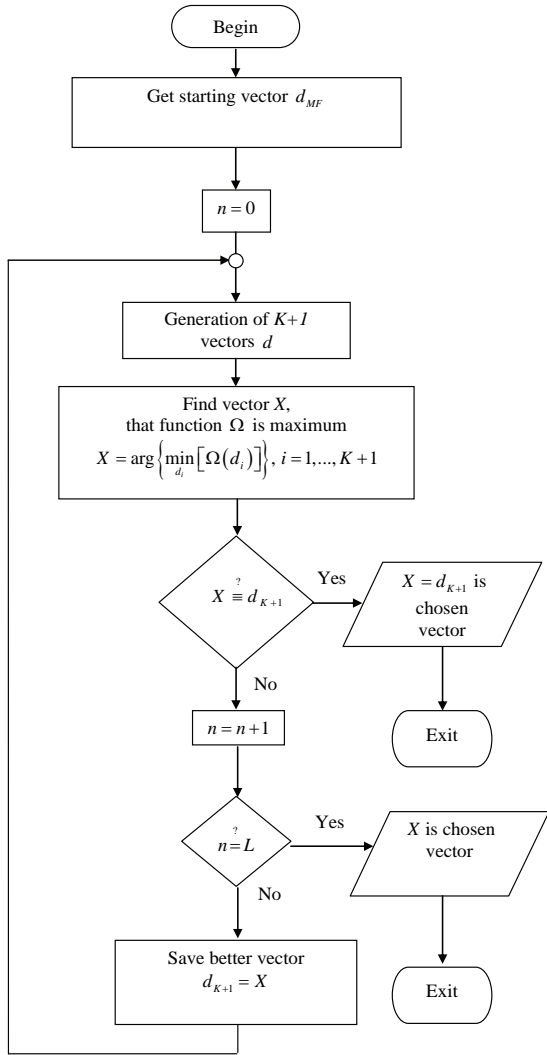 Begin
Get starting vector d_{MF}
n = 0
Generation of K+1
vectors d
Find vector X,
that function Ω is maximum
X = arg{min_{d_i}[Ω(d_i)]}, i = 1,..., K + 1
X ≡^{?} d_{K+1}
Yes
X = d_{K+1} is
chosen
vector
Exit
No
n = n+1
n =^{?} L
Yes
X is chosen
vector
Exit
No
Save better vector
d_{K+1} = X